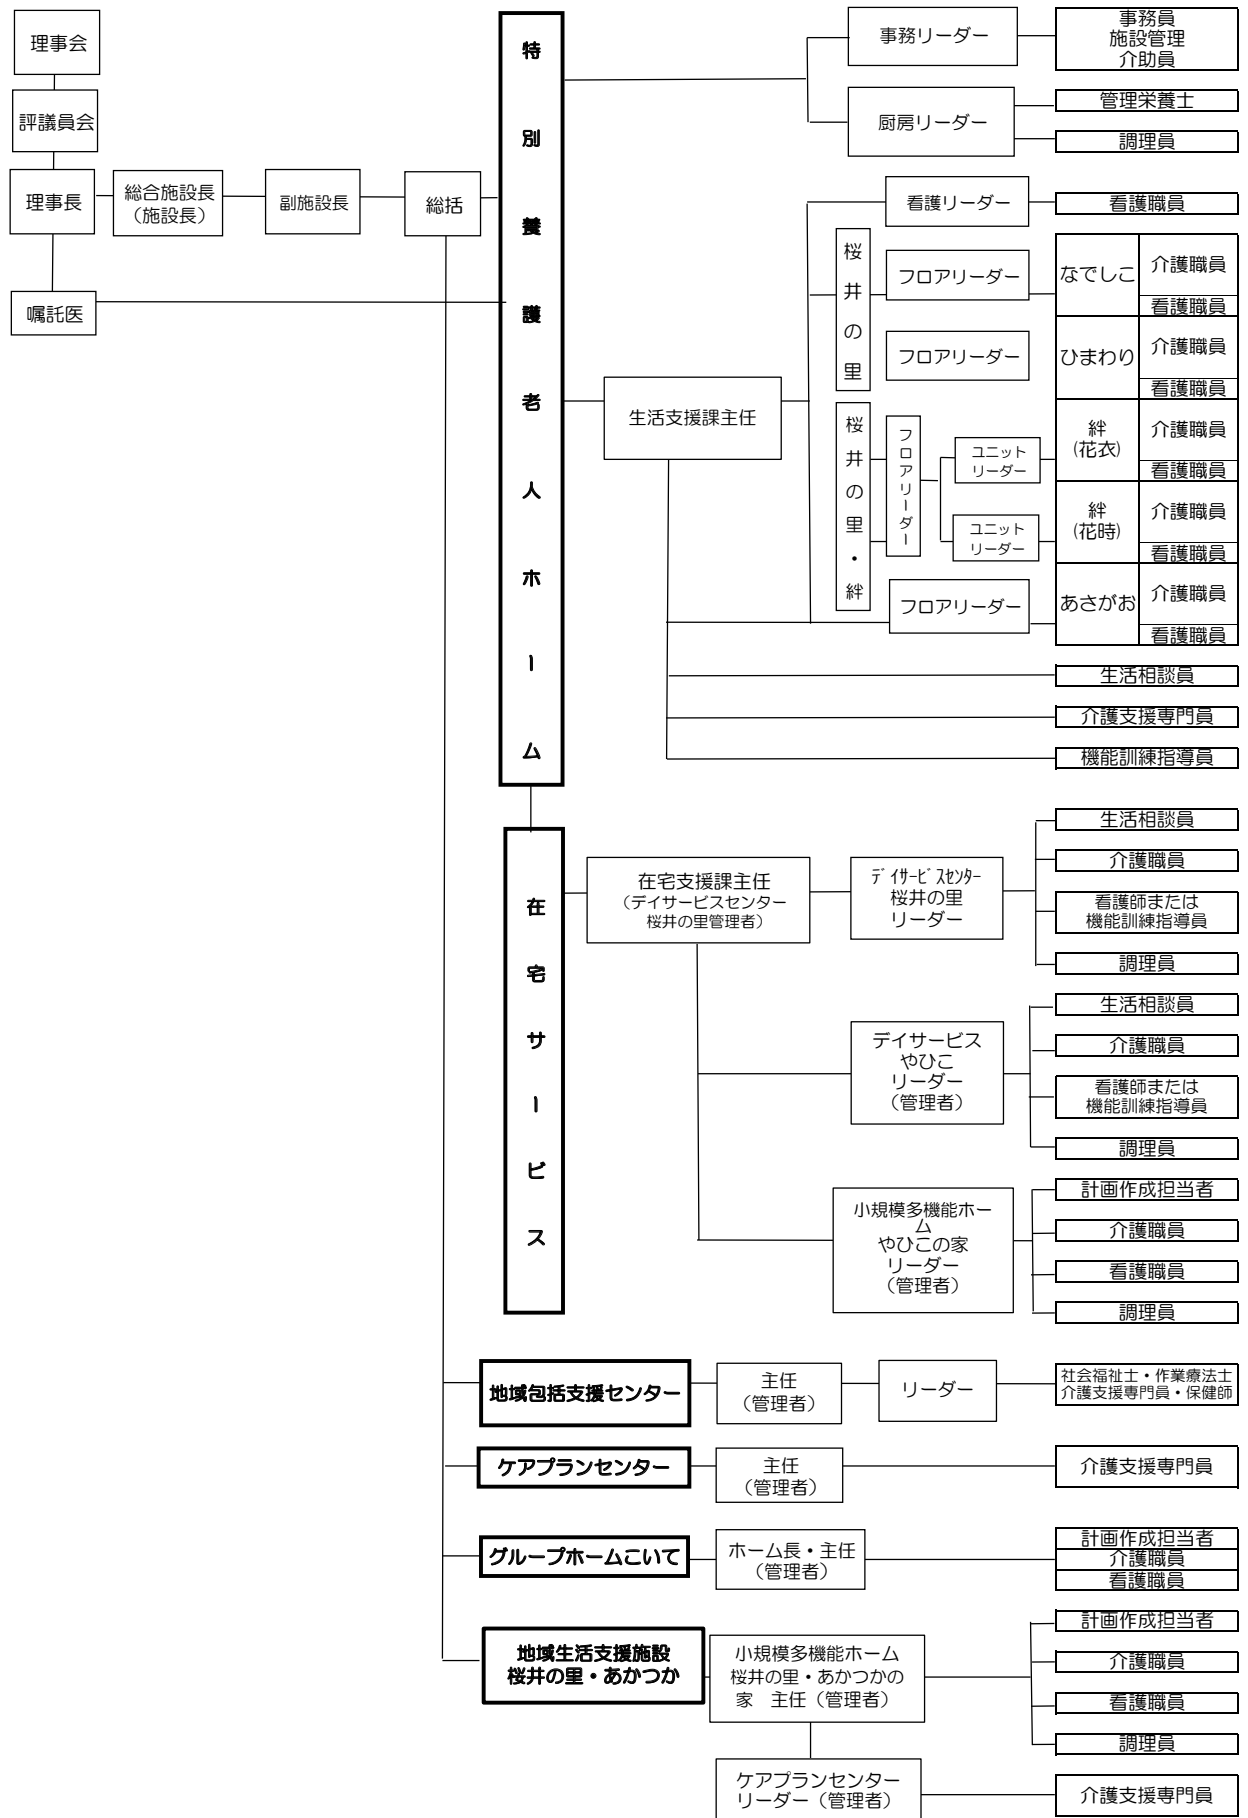 理事会
評議員会
理事長
総合施設長
（施設長）
副施設長
総括
嘱託医
特別養護老人ホーム
事務リーダー
事務員
施設管理
介助員
厨房リーダー
管理栄養士
調理員
生活支援課主任
看護リーダー
看護職員
桜井の里
フロアリーダー
なでしこ
介護職員
看護職員
フロアリーダー
ひまわり
介護職員
看護職員
桜井の里・絆
フロアリーダー
ユニット
リーダー
絆
(花衣)
介護職員
看護職員
ユニット
リーダー
絆
(花時)
介護職員
看護職員
フロアリーダー
あさがお
介護職員
看護職員
生活相談員
介護支援専門員
機能訓練指導員
在宅サービス
在宅支援課主任
（デイサービスセンター
桜井の里管理者）
ﾃﾞｲｻｰﾋﾞｽｾﾝﾀｰ
桜井の里
リーダー
生活相談員
介護職員
看護師または
機能訓練指導員
調理員
デイサービス
やひこ
リーダー
（管理者）
生活相談員
介護職員
看護師または
機能訓練指導員
調理員
小規模多機能ホー
ム
やひこの家
リーダー
（管理者）
計画作成担当者
介護職員
看護職員
調理員
地域包括支援センター
主任
（管理者）
リーダー
社会福祉士・作業療法士
介護支援専門員・保健師
ケアプランセンター
主任
（管理者）
介護支援専門員
グループホームこいて
ホーム長・主任
（管理者）
計画作成担当者
介護職員
看護職員
地域生活支援施設
桜井の里・あかつか
小規模多機能ホーム
桜井の里・あかつかの
家　主任（管理者）
計画作成担当者
介護職員
看護職員
調理員
ケアプランセンター
リーダー（管理者）
介護支援専門員